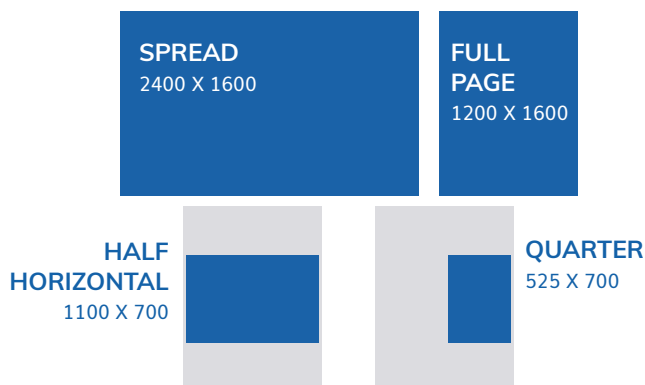 SPREAD
2400 X 1600
FULL
PAGE
1200 X 1600
HALF
HORIZONTAL
1100 X 700
QUARTER
525 X 700